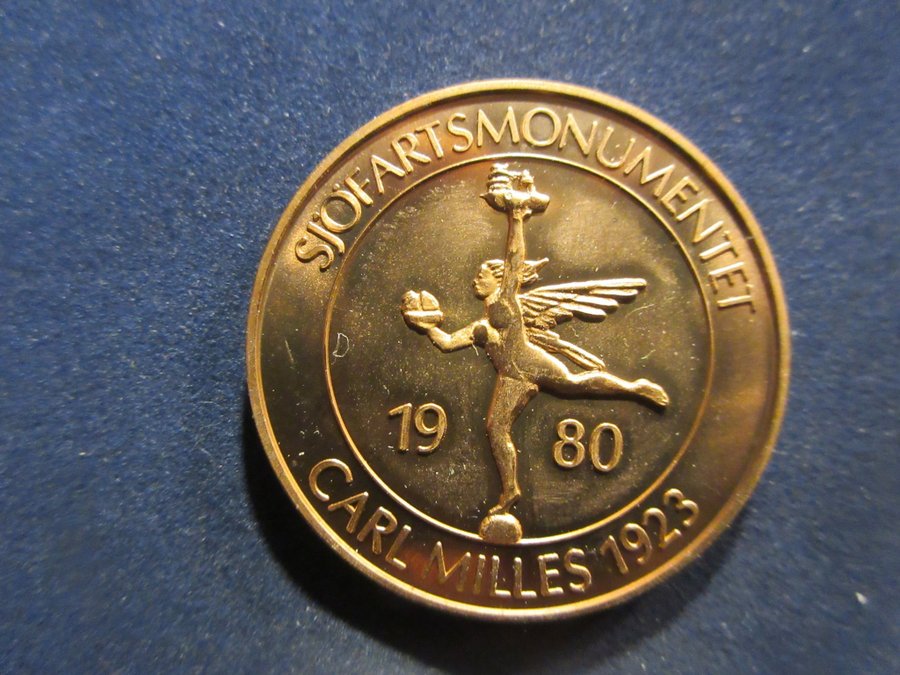 SJÖFARTSMONUMENTET
19 80
CARL MILLES 1923